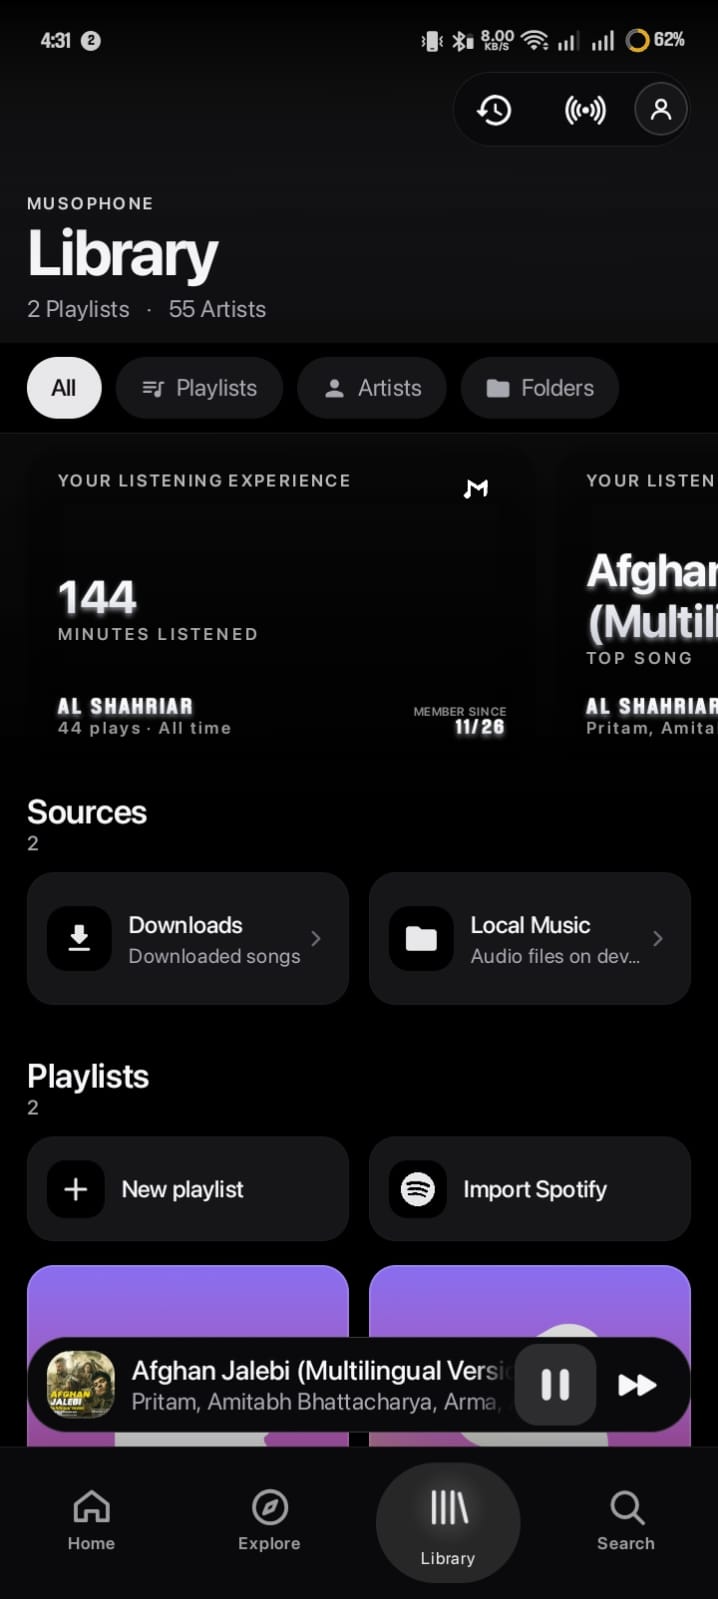 4:31 2 8.00 KB/S 62%
MUSOPHONE
Library
2 Playlists · 55 Artists
All Playlists Artists Folders
YOUR LISTENING EXPERIENCE
144
MINUTES LISTENED
AL SHAHRIAR
44 plays · All time
MEMBER SINCE
11/26
YOUR LISTEN
Afghan
(Multili
TOP SONG
AL SHAHRIAR
Pritam, Amita
Sources
2
Downloads
Downloaded songs
Local Music
Audio files on dev...
Playlists
2
New playlist
Import Spotify
AFGHAN
JALEBI
Afghan Jalebi (Multilingual Versio
Pritam, Amitabh Bhattacharya, Arma,
Home Explore Library Search